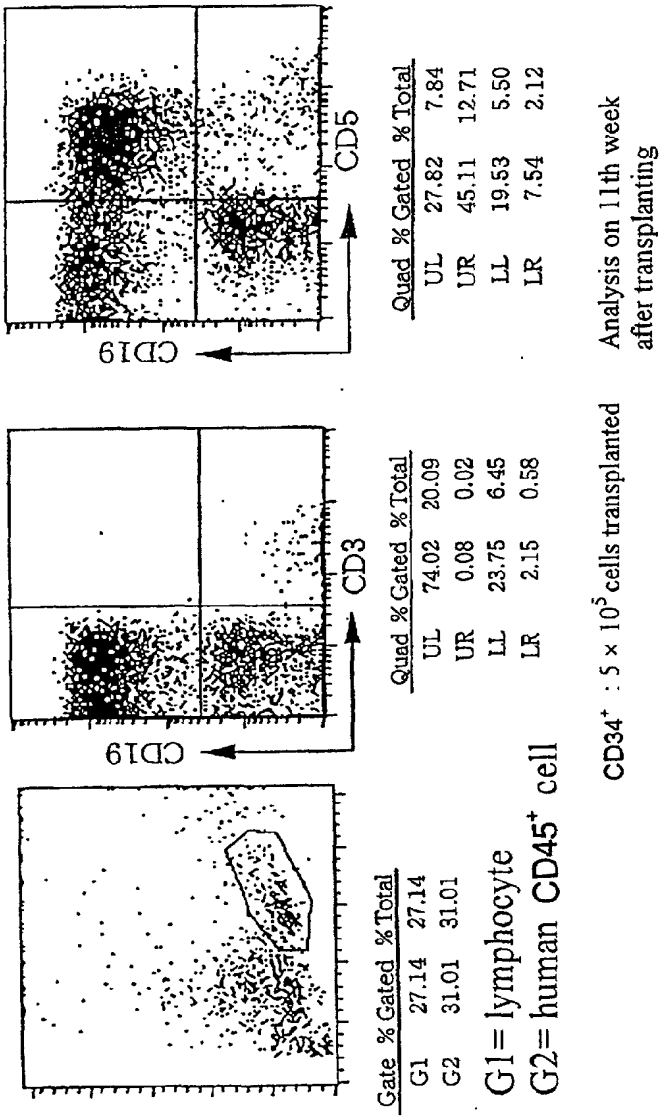 Gate % Gated % Total
G1 27.14 27.14
G2 31.01 31.01
G1= lymphocyte
G2= human CD45⁺ cell
CD19
CD3
Quad % Gated % Total
UL 74.02 20.09
UR 0.08 0.02
LL 23.75 6.45
LR 2.15 0.58
CD19
CD5
Quad % Gated % Total
UL 27.82 7.84
UR 45.11 12.71
LL 19.53 5.50
LR 7.54 2.12
CD34⁺ : 5 × 10⁵ cells transplanted
Analysis on 11th week
after transplanting